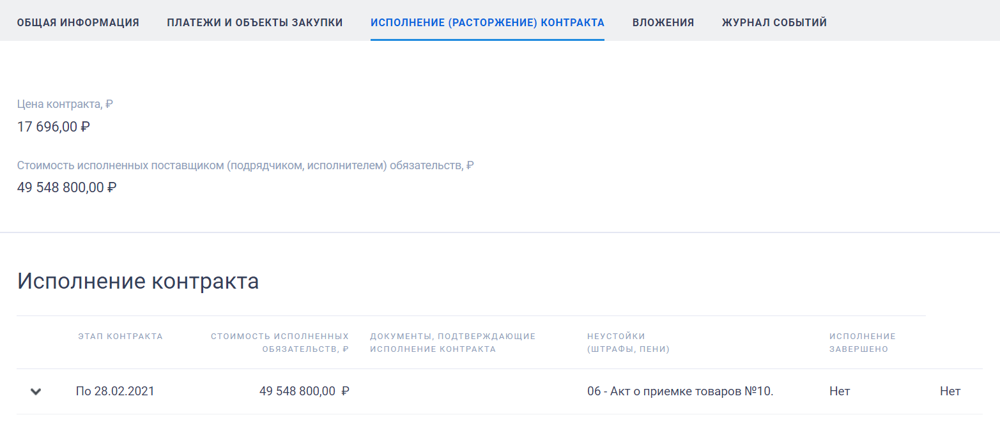 ОБЩАЯ ИНФОРМАЦИЯ ПЛАТЕЖИ И ОБЪЕКТЫ ЗАКУПКИ ИСПОЛНЕНИЕ (РАСТОРЖЕНИЕ) КОНТРАКТА ВЛОЖЕНИЯ ЖУРНАЛ СОБЫТИЙ
Цена контракта, ₽
17 696,00 ₽
Стоимость исполненных поставщиком (подрядчиком, исполнителем) обязательств, ₽
49 548 800,00 ₽
Исполнение контракта
ЭТАП КОНТРАКТА СТОИМОСТЬ ИСПОЛНЕННЫХ ДОКУМЕНТЫ, ПОДТВЕРЖДАЮЩИЕ НЕУСТОЙКИ ИСПОЛНЕНИЕ
ОБЯЗАТЕЛЬСТВ, ₽ ИСПОЛНЕНИЕ КОНТРАКТА (ШТРАФЫ, ПЕНИ) ЗАВЕРШЕНО
По 28.02.2021 49 548 800,00 ₽ 06 - Акт о приемке товаров №10. Нет Нет